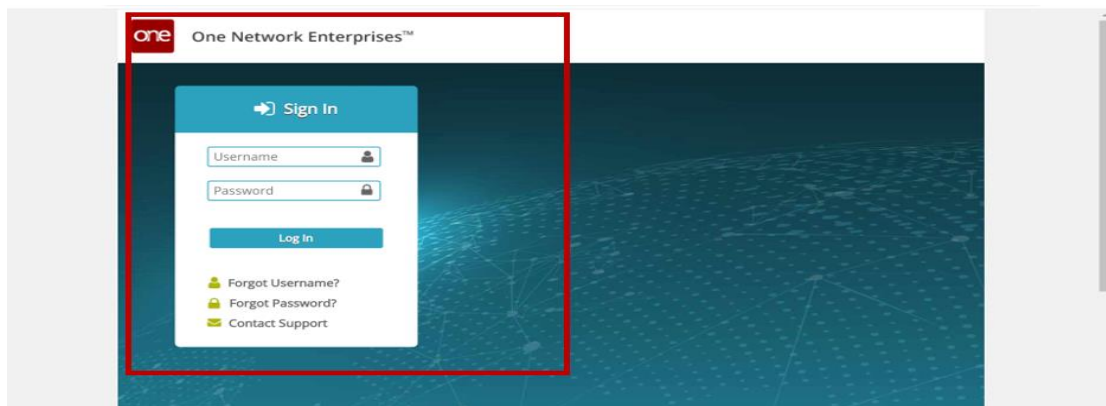 one One Network Enterprises™
Sign In
Username
Password
Log In
Forgot Username?
Forgot Password?
Contact Support